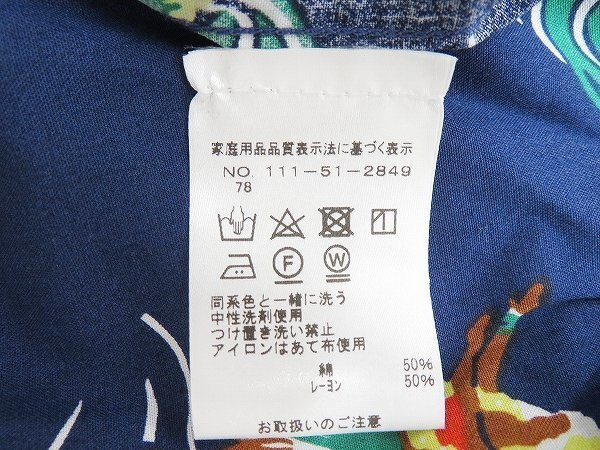 家庭用品品質表示法に基づく表示
NO. 111-51-2849
78
F W
同系色と一緒に洗う
中性洗剤使用
つけ置き洗い禁止
アイロンはあて布使用
綿 50%
レーヨン 50%
お取扱いのご注意